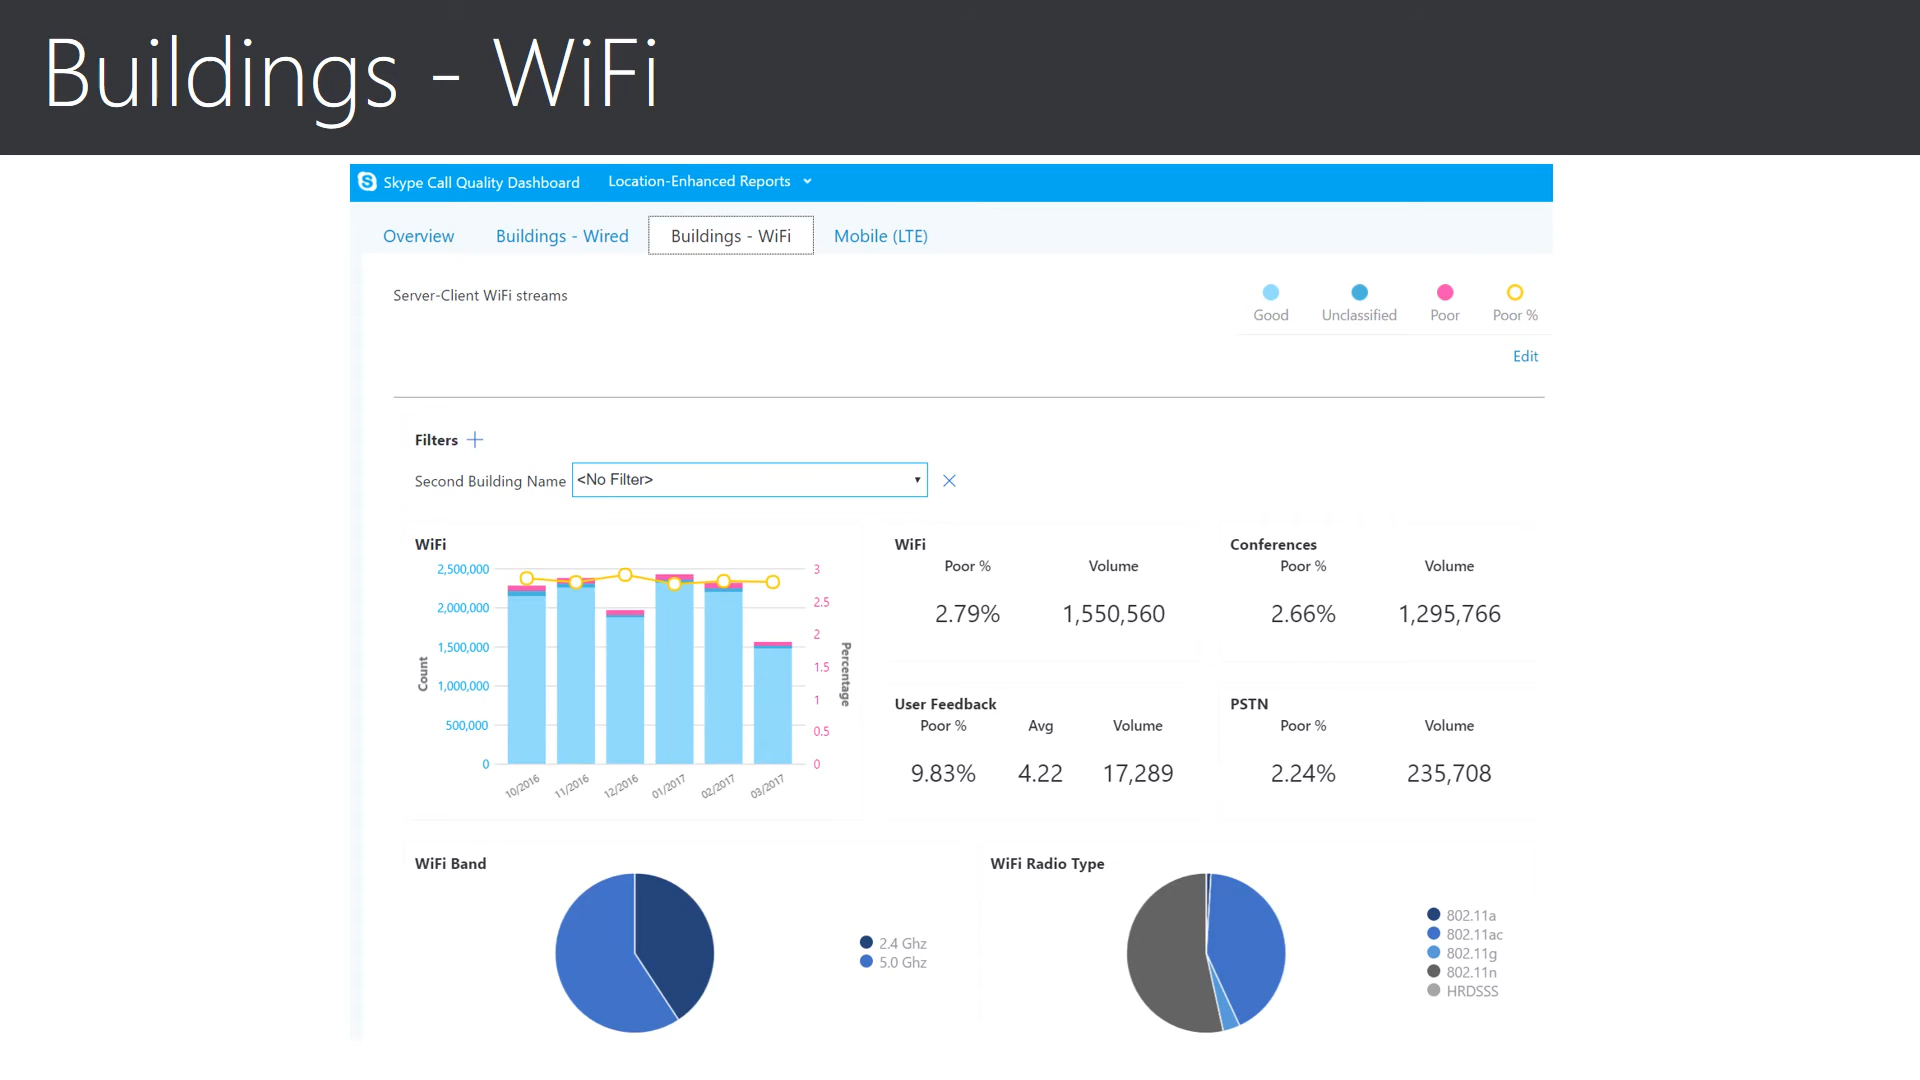 Buildings - WiFi
Skype Call Quality Dashboard Location-Enhanced Reports
Overview Buildings - Wired Buildings - WiFi Mobile (LTE)
Server-Client WiFi streams
Good Unclassified Poor Poor %
Edit
Filters
Second Building Name <No Filter>
WiFi
2,500,000
2,000,000
1,500,000
1,000,000
500,000
0
Count
3
2.5
2
1.5
1
0.5
0
Percentage
10/2016 11/2016 12/2016 01/2017 02/2017 03/2017
WiFi
Poor % Volume
2.79% 1,550,560
Conferences
Poor % Volume
2.66% 1,295,766
User Feedback
Poor % Avg Volume
9.83% 4.22 17,289
PSTN
Poor % Volume
2.24% 235,708
WiFi Band
2.4 Ghz
5.0 Ghz
WiFi Radio Type
802.11a
802.11ac
802.11g
802.11n
HRDSSS